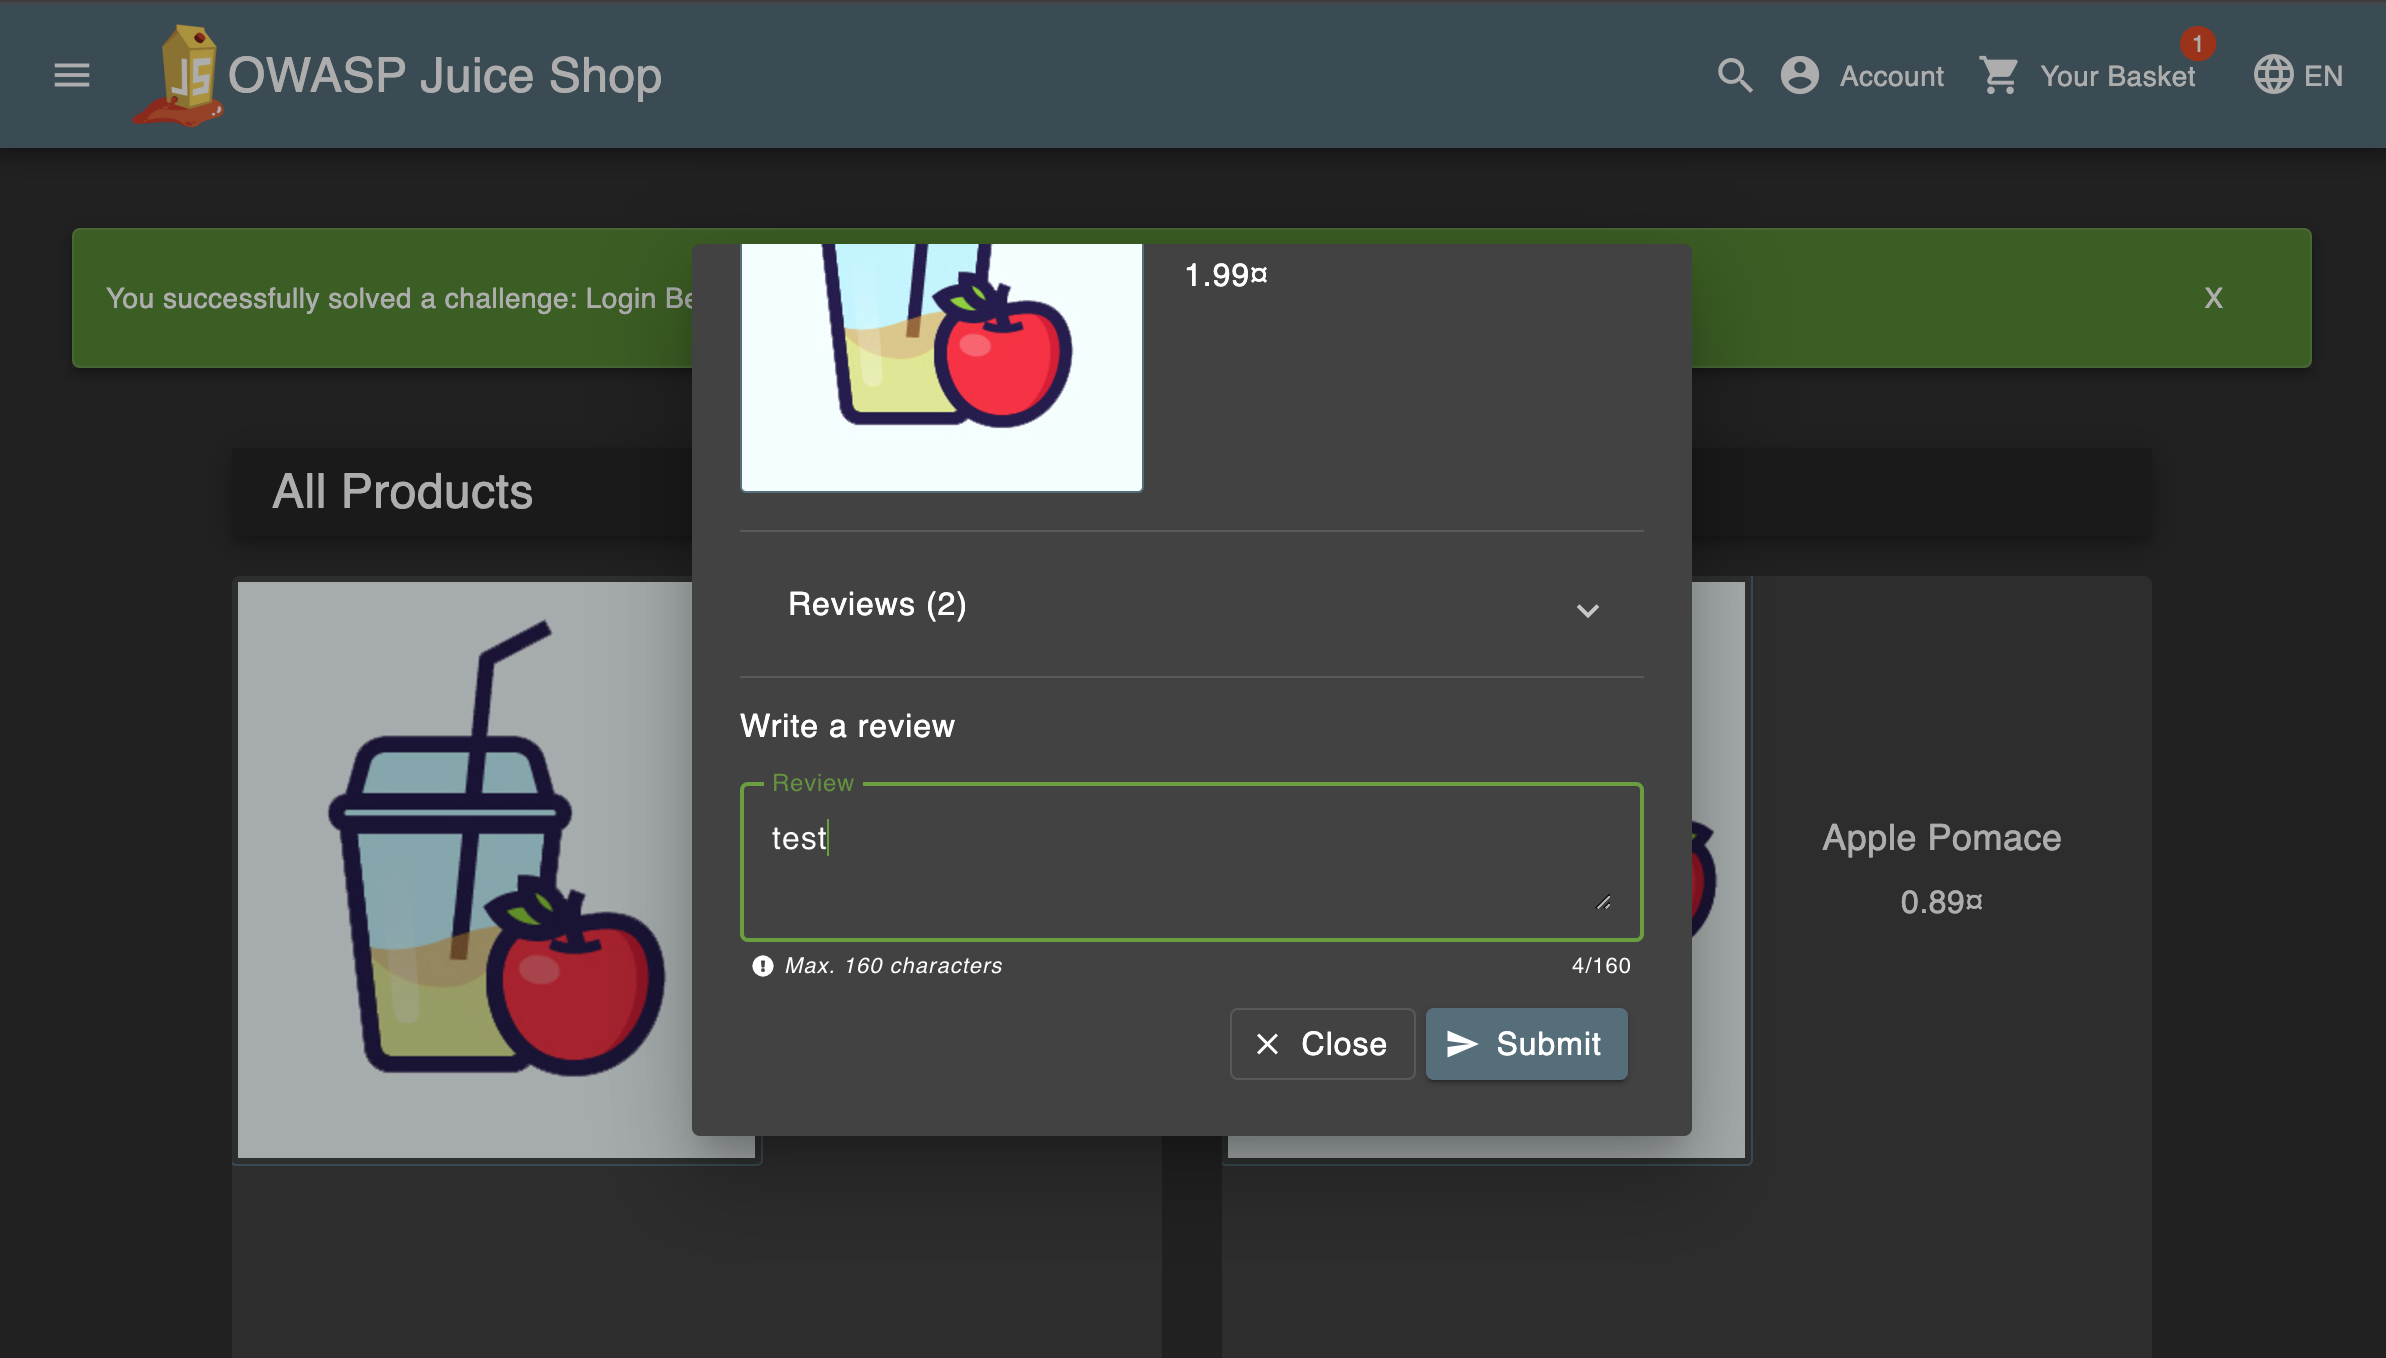 JS
OWASP Juice Shop
Account
Your Basket
1
EN
You successfully solved a challenge: Login Be
X
1.99¤
All Products
Reviews (2)
Write a review
Review
test
Max. 160 characters
4/160
Close
Submit
Apple Pomace
0.89¤